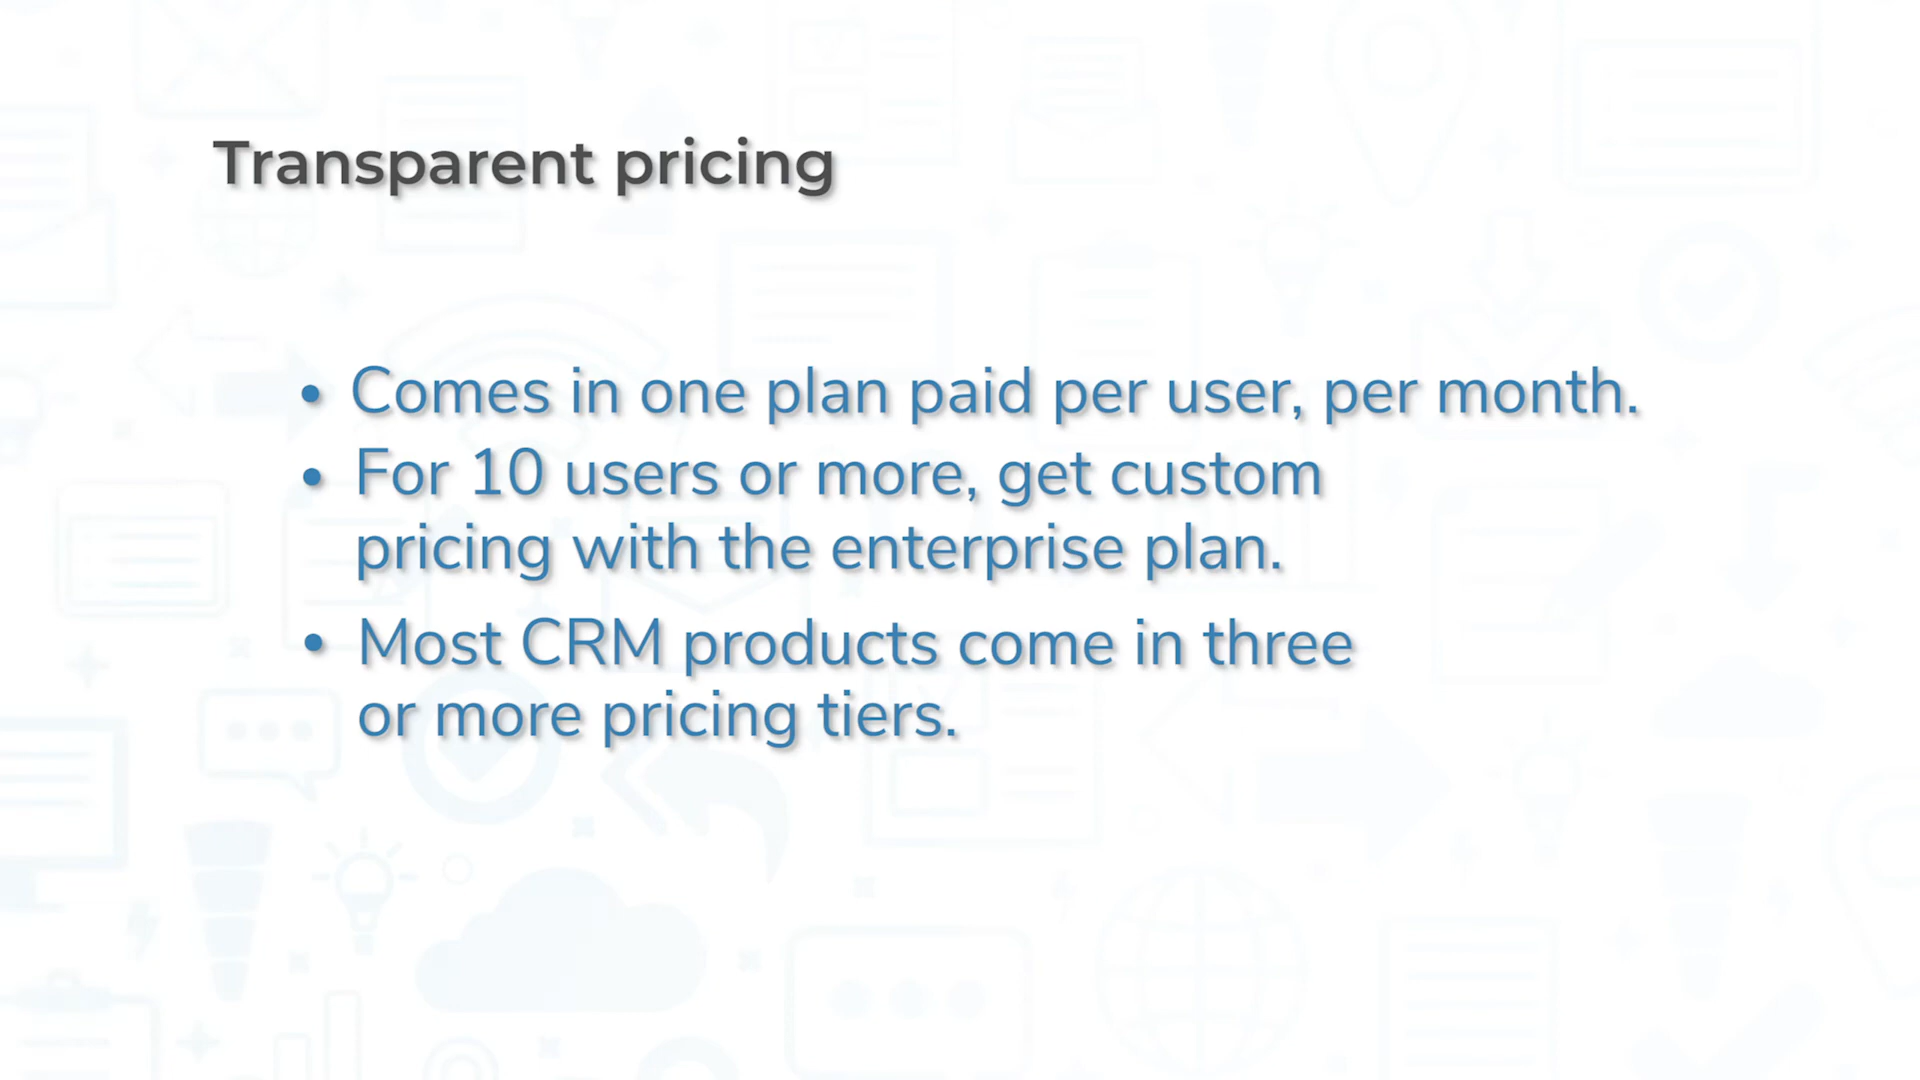 Transparent pricing
• Comes in one plan paid per user, per month.
• For 10 users or more, get custom
pricing with the enterprise plan.
• Most CRM products come in three
or more pricing tiers.